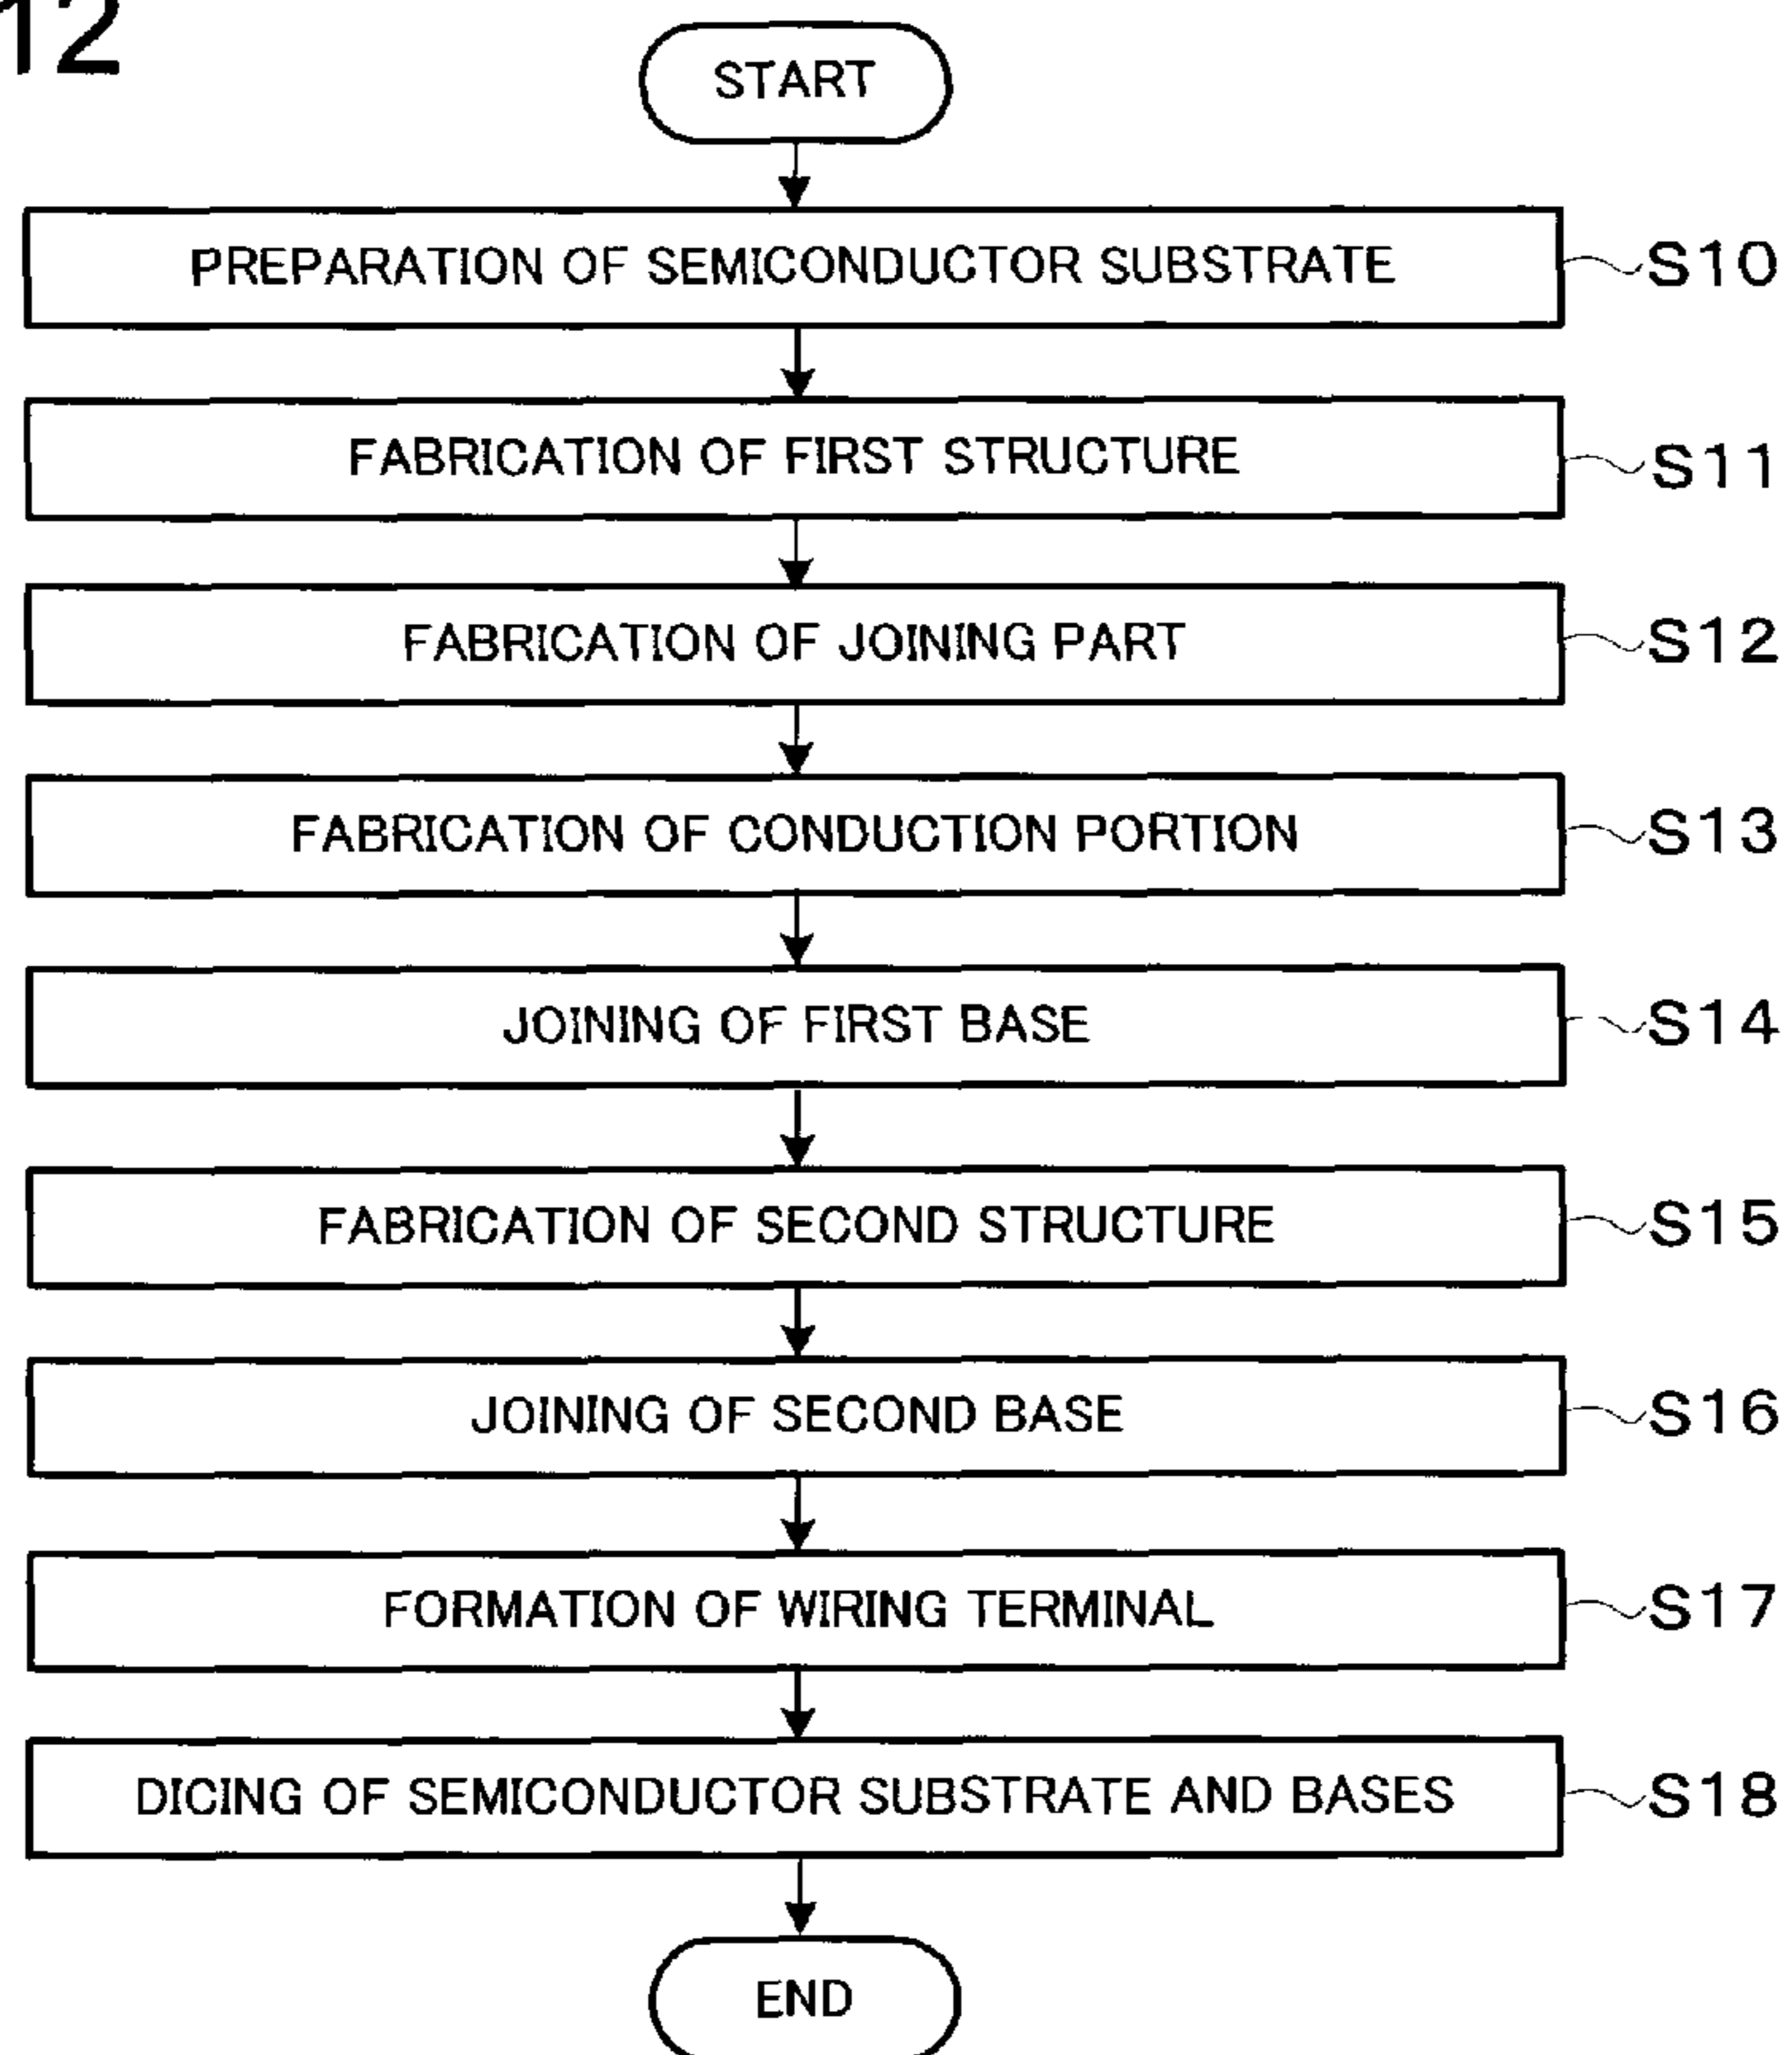 12
START
PREPARATION OF SEMICONDUCTOR SUBSTRATE S10
FABRICATION OF FIRST STRUCTURE S11
FABRICATION OF JOINING PART S12
FABRICATION OF CONDUCTION PORTION S13
JOINING OF FIRST BASE S14
FABRICATION OF SECOND STRUCTURE S15
JOINING OF SECOND BASE S16
FORMATION OF WIRING TERMINAL S17
DICING OF SEMICONDUCTOR SUBSTRATE AND BASES S18
END